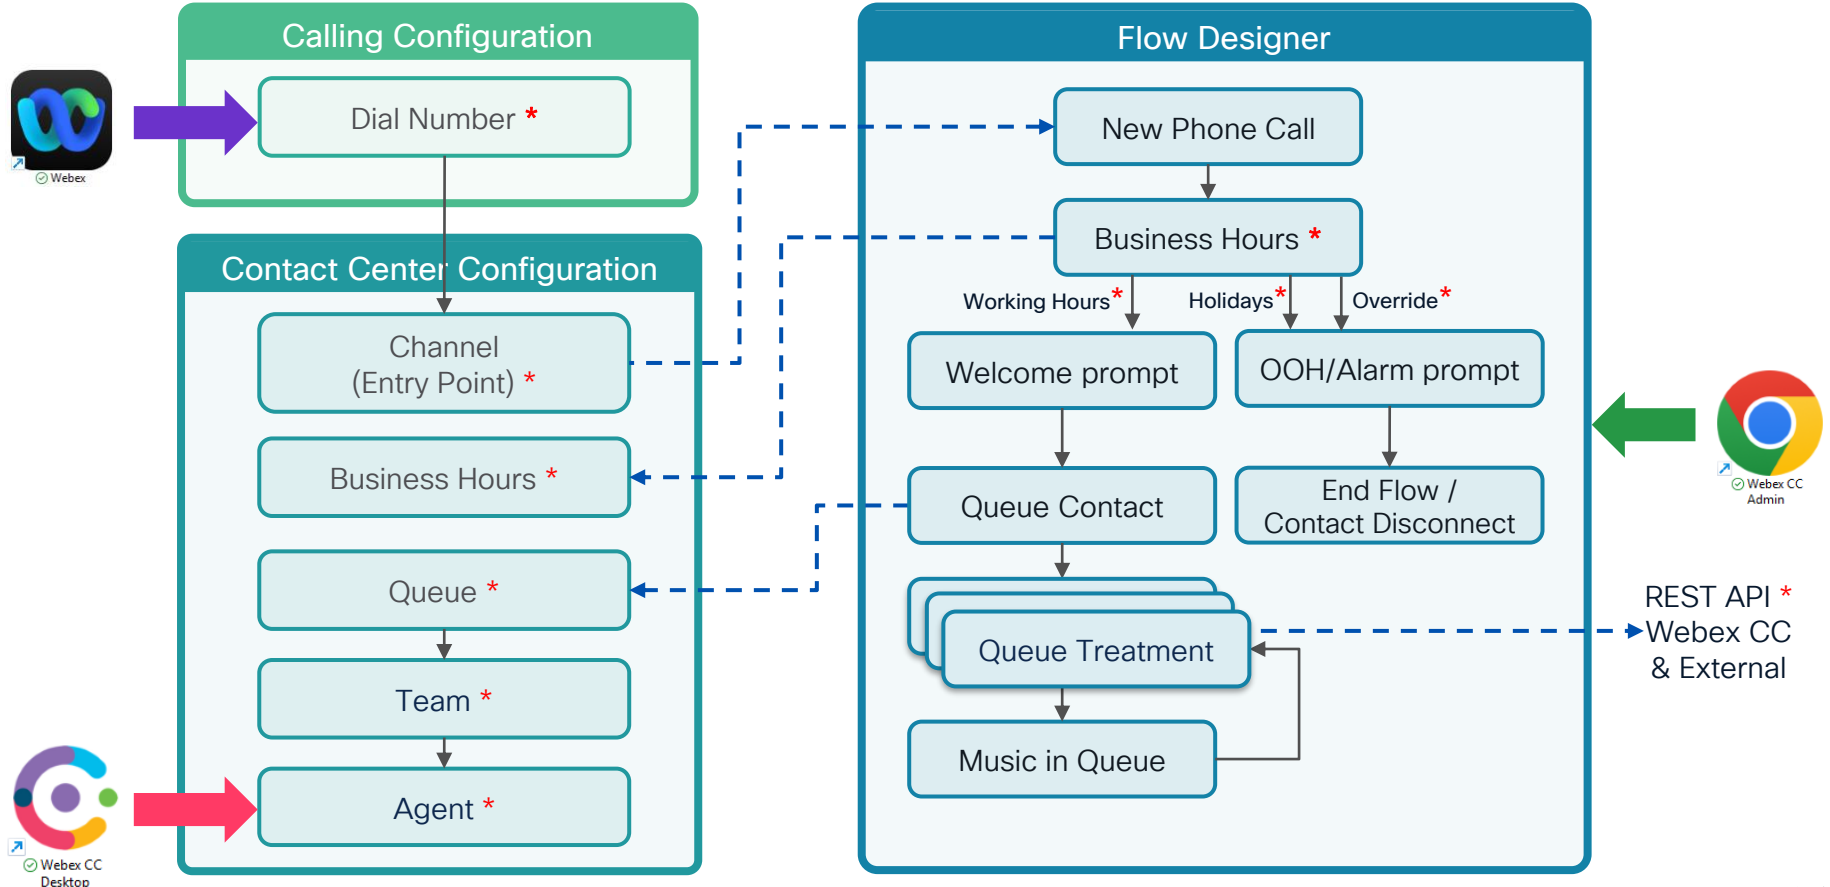 Calling Configuration
Dial Number *
Webex
Contact Center Configuration
Channel
(Entry Point) *
Business Hours *
Queue *
Team *
Agent *
Webex CC
Desktop
Flow Designer
New Phone Call
Business Hours *
Working Hours*
Holidays*
Override*
Welcome prompt
OOH/Alarm prompt
Queue Contact
End Flow /
Contact Disconnect
Queue Treatment
Music in Queue
Webex CC
Admin
REST API *
Webex CC
& External